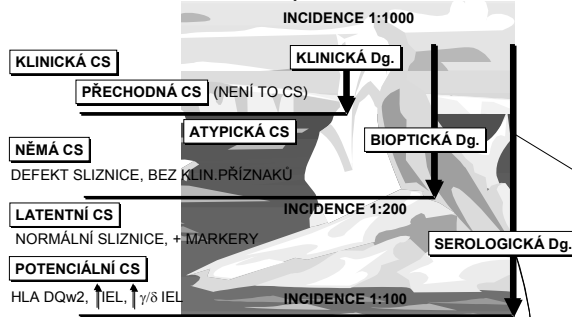 INCIDENCE 1:1000
KLINICKÁ CS
KLINICKÁ Dg.
PŘECHODNÁ CS (NENÍ TO CS)
ATYPICKÁ CS
BIOPTICKÁ Dg.
NĚMÁ CS
DEFEKT SLIZNICE, BEZ KLIN.PŘÍZNAKŮ
LATENTNÍ CS
INCIDENCE 1:200
NORMÁLNÍ SLIZNICE, + MARKERY
SEROLOGICKÁ Dg.
POTENCIÁLNÍ CS
HLA DQw2, ↑IEL, ↑γ/δ IEL
INCIDENCE 1:100